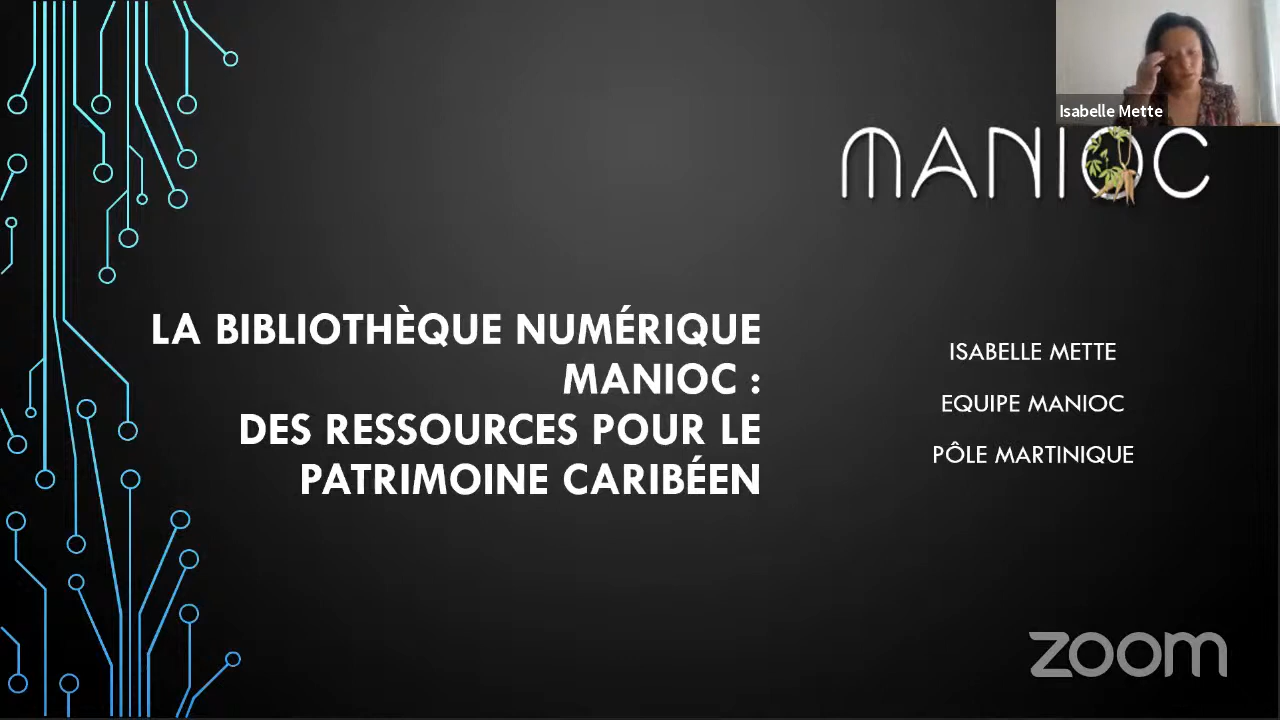 Isabelle Mette
MANIOC
LA BIBLIOTHÈQUE NUMÉRIQUE
MANIOC :
DES RESSOURCES POUR LE
PATRIMOINE CARIBÉEN
ISABELLE METTE
EQUIPE MANIOC
PÔLE MARTINIQUE
zoom